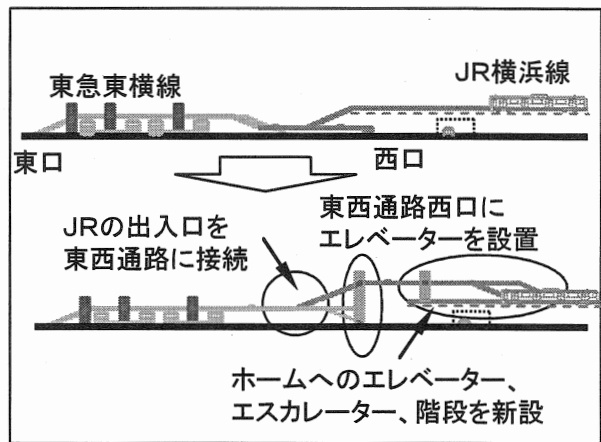 東急東横線
JR横浜線
東口
西口
JRの出入口を
東西通路に接続
東西通路西口に
エレベーターを設置
ホームへのエレベーター、
エスカレーター、階段を新設